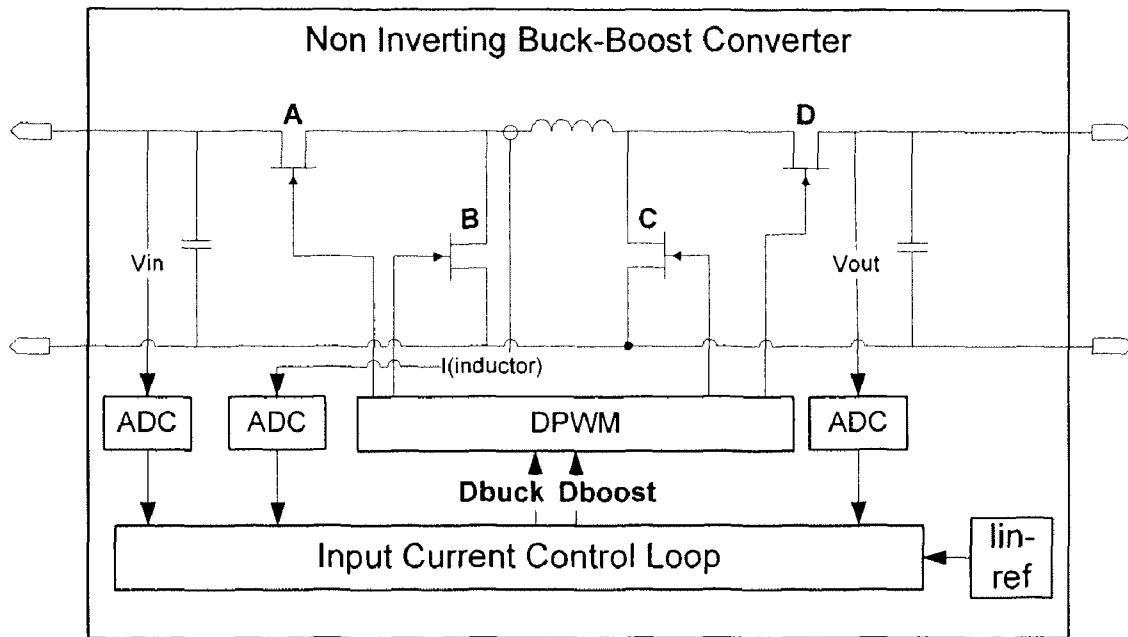 Non Inverting Buck-Boost Converter
A
D
B
C
Vin
Vout
I(inductor)
ADC
ADC
DPWM
ADC
Dbuck Dboost
Input Current Control Loop
Iin-
ref